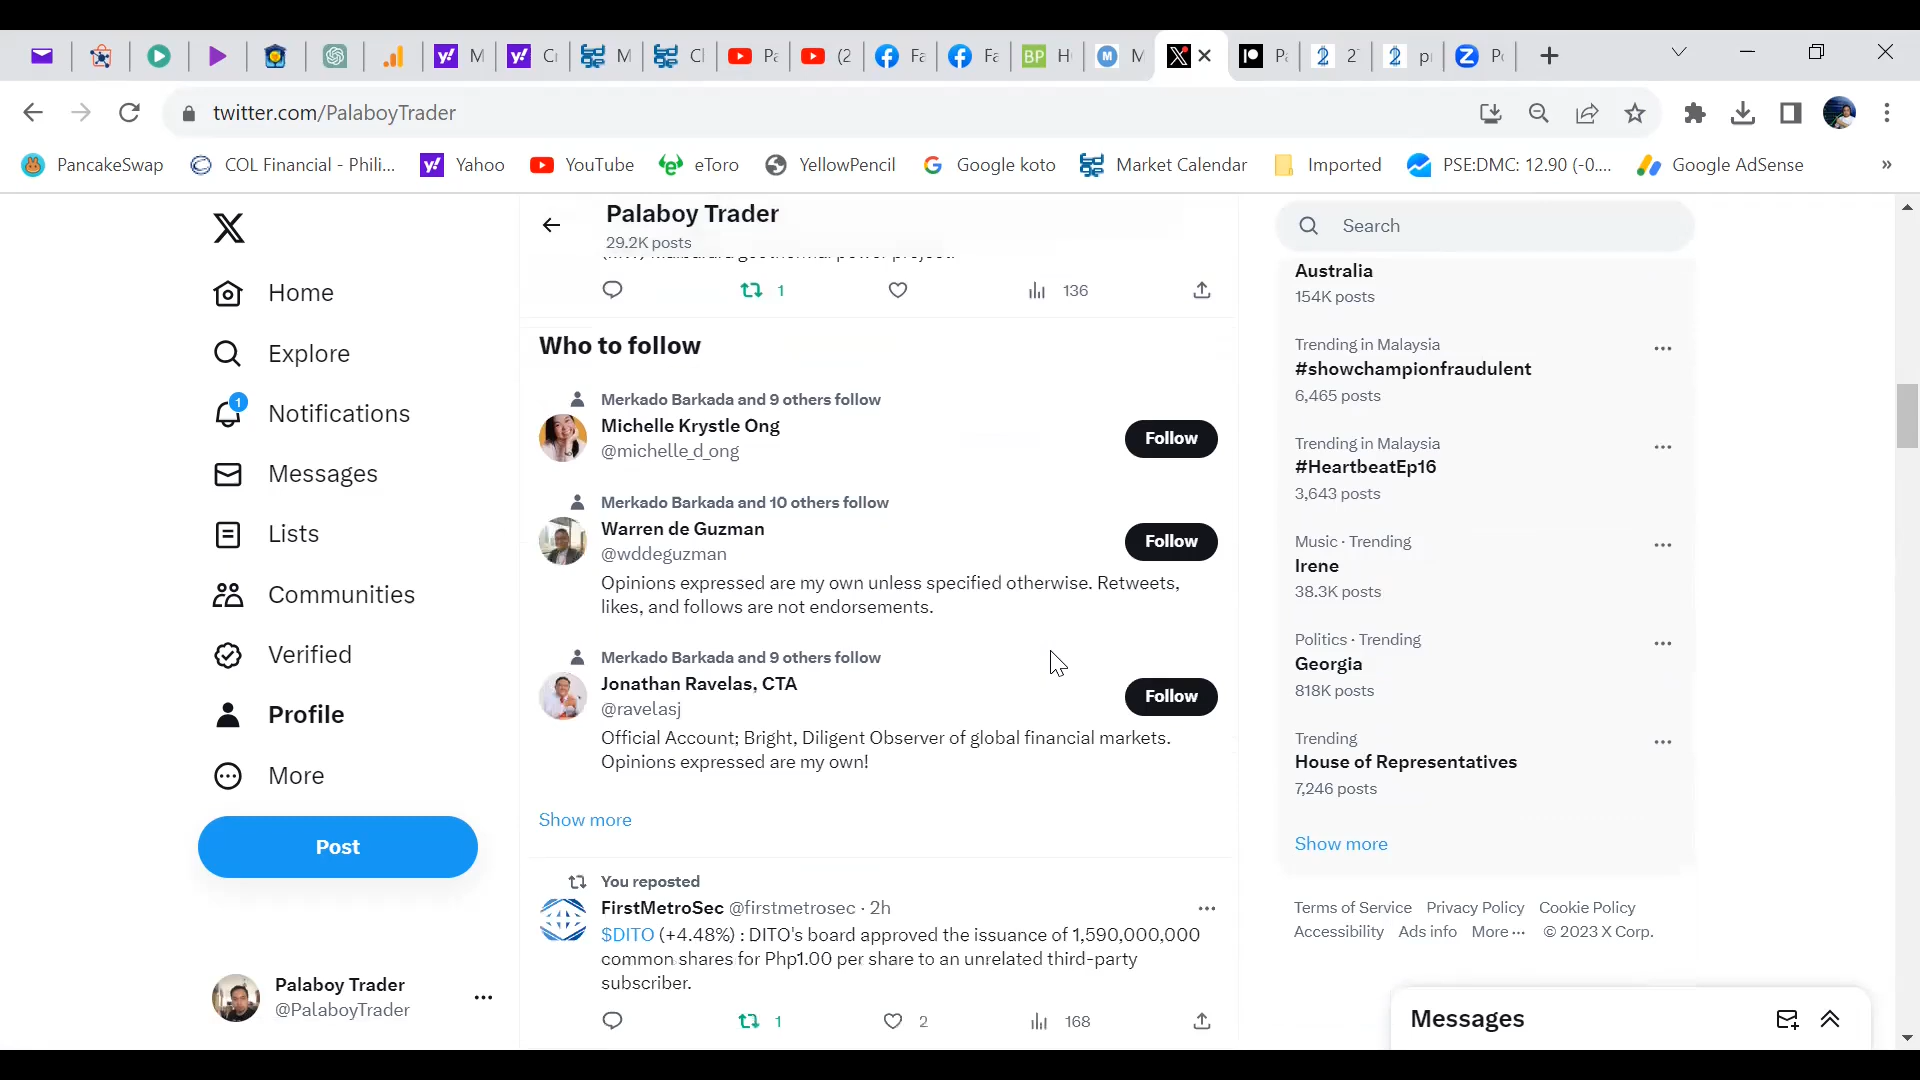 M
Cr
M
Cl
Pa
(2
Fa
Fa
H
M
Pa
2
pi
Po
twitter.com/PalaboyTrader
PancakeSwap
COL Financial - Phili...
Yahoo
YouTube
eToro
YellowPencil
Google koto
Market Calendar
Imported
PSE:DMC: 12.90 (-0....
Google AdSense
»
Home
Explore
1
Notifications
Messages
Lists
Communities
Verified
Profile
More
Post
Palaboy Trader
@PalaboyTrader
Palaboy Trader
29.2K posts
1
136
Who to follow
Merkado Barkada and 9 others follow
Michelle Krystle Ong
@michelle_d_ong
Follow
Merkado Barkada and 10 others follow
Warren de Guzman
@wddeguzman
Follow
Opinions expressed are my own unless specified otherwise. Retweets,
likes, and follows are not endorsements.
Merkado Barkada and 9 others follow
Jonathan Ravelas, CTA
@ravelasj
Follow
Official Account; Bright, Diligent Observer of global financial markets.
Opinions expressed are my own!
Show more
You reposted
FirstMetroSec @firstmetrosec · 2h
$DITO (+4.48%) : DITO's board approved the issuance of 1,590,000,000
common shares for Php1.00 per share to an unrelated third-party
subscriber.
1
2
168
Search
Australia
154K posts
Trending in Malaysia
#showchampionfraudulent
6,465 posts
Trending in Malaysia
#HeartbeatEp16
3,643 posts
Music · Trending
Irene
38.3K posts
Politics · Trending
Georgia
818K posts
Trending
House of Representatives
7,246 posts
Show more
Terms of Service Privacy Policy Cookie Policy
Accessibility Ads info More ··· © 2023 X Corp.
Messages